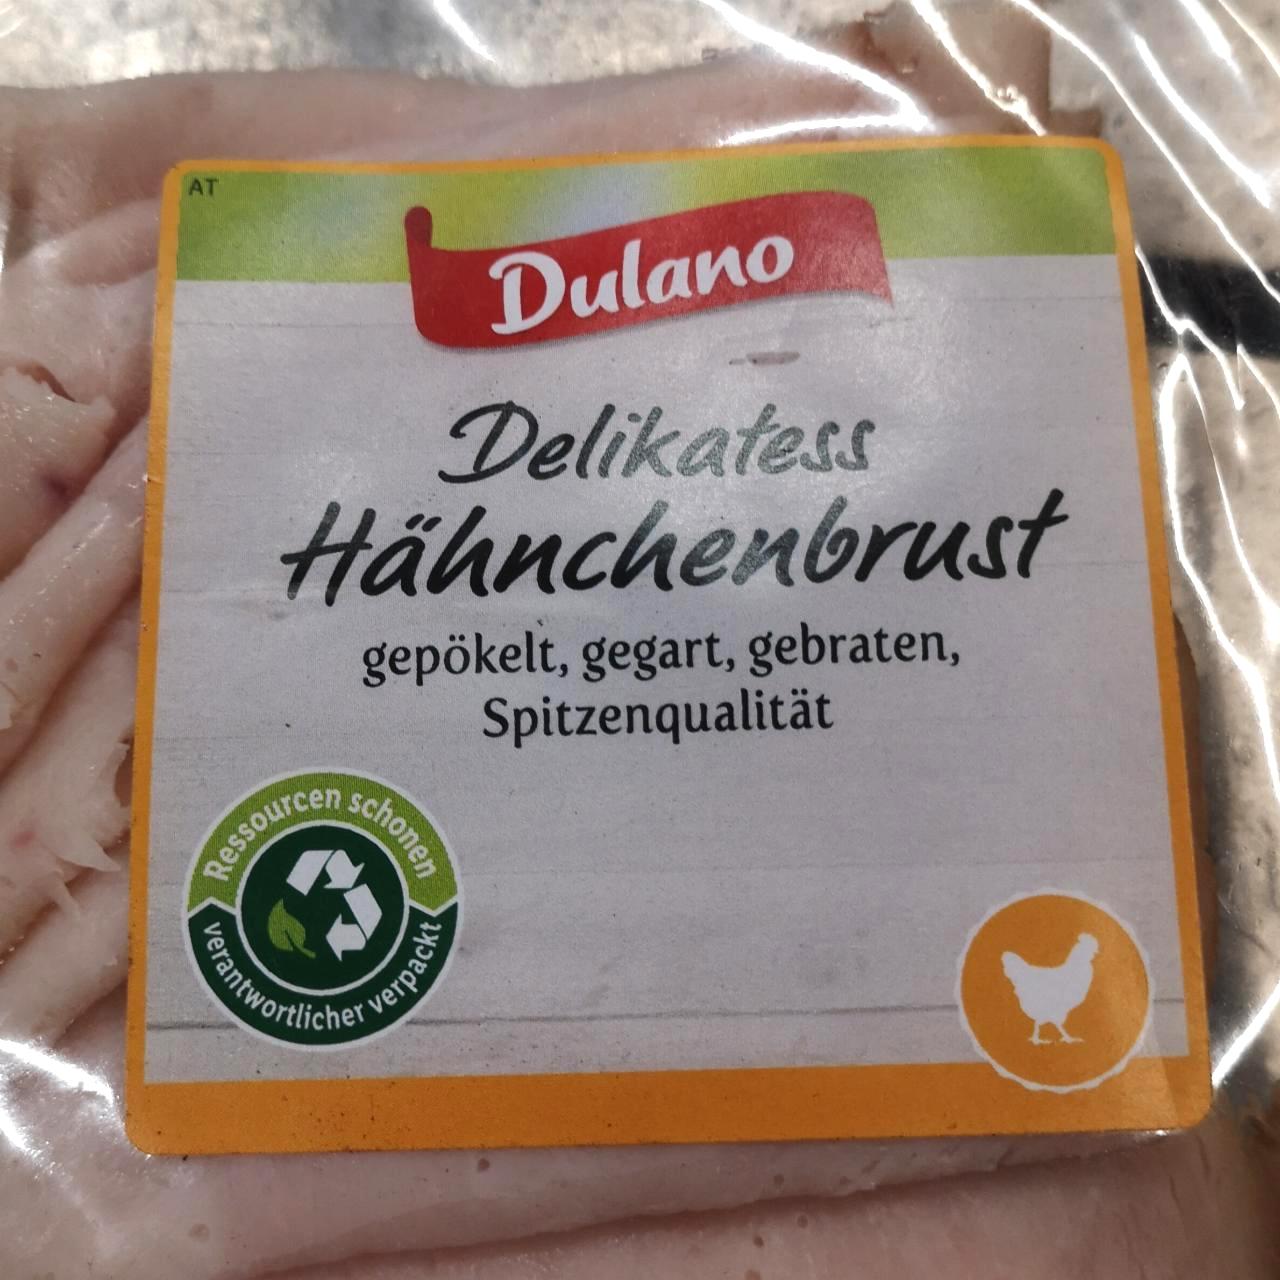 AT
Dulano
Delikatess
Hähnchenbrust
gepökelt, gegart, gebraten,
Spitzenqualität
Ressourcen schonen
verantwortlicher verpackt